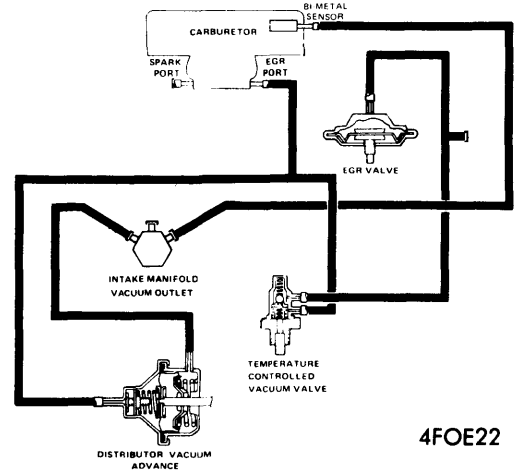 BI METAL
SENSOR
CARBURETOR
SPARK
PORT
EGR
PORT
EGR VALVE
INTAKE MANIFOLD
VACUUM OUTLET
TEMPERATURE
CONTROLLED
VACUUM VALVE
DISTRIBUTOR VACUUM
ADVANCE
4FOE22